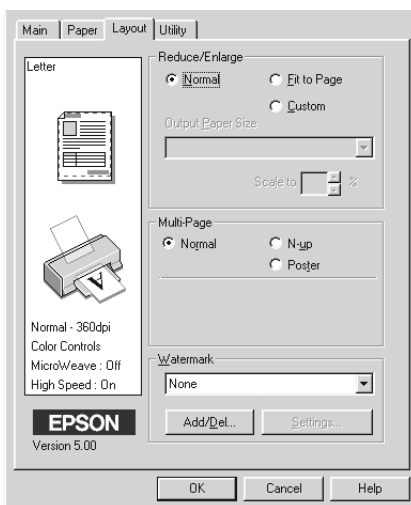 Main Paper Layout Utility
Letter
Normal - 360dpi
Color Controls
MicroWeave : Off
High Speed : On
EPSON
Version 5.00
Reduce/Enlarge
Normal Fit to Page
Custom
Output Paper Size
Scale to %
Multi-Page
Normal N-up
Poster
Watermark
None
Add/Del... Settings...
OK Cancel Help